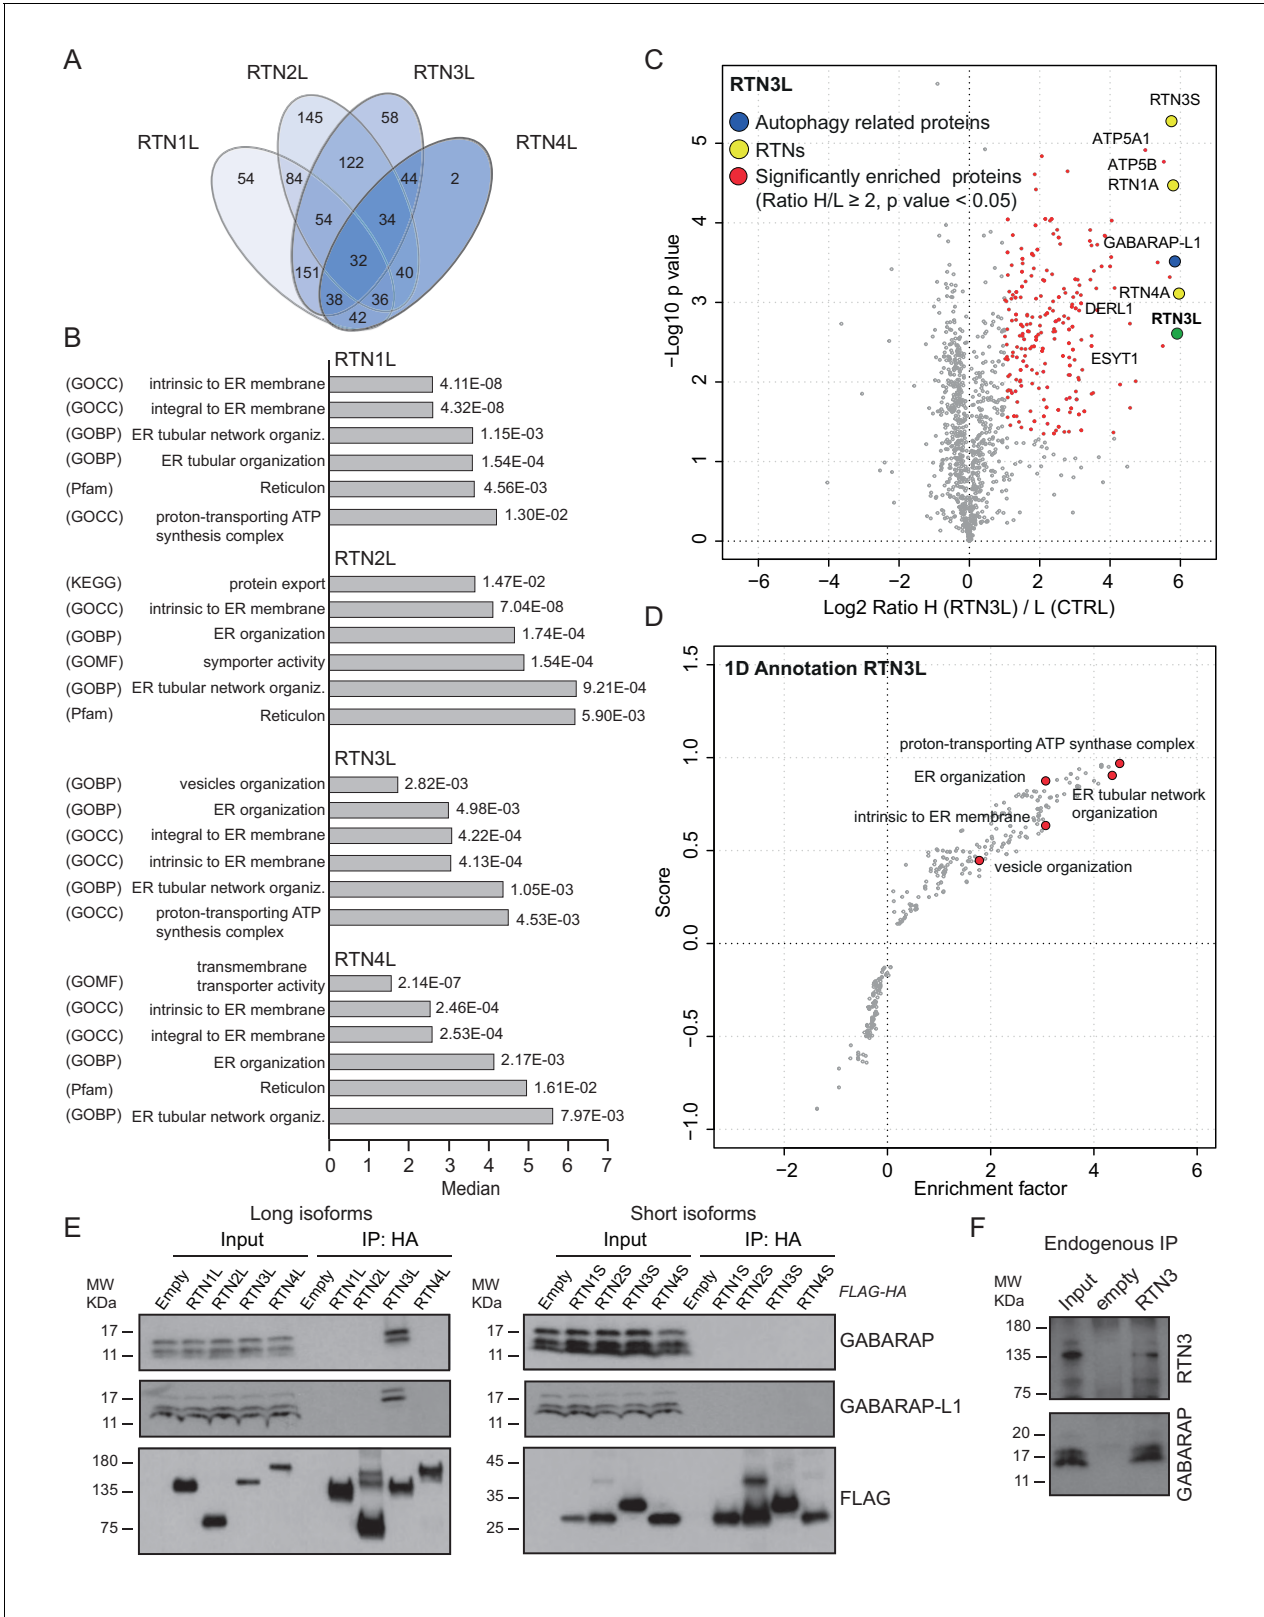 A
RTN2L
RTN3L
RTN1L
RTN4L
145
58
54
84
122
44
2
54
34
32
151
40
38
36
42
B
RTN1L
(GOCC) intrinsic to ER membrane 4.11E-08
(GOCC) integral to ER membrane 4.32E-08
(GOBP) ER tubular network organiz. 1.15E-03
(GOBP) ER tubular organization 1.54E-04
(Pfam) Reticulon 4.56E-03
(GOCC) proton-transporting ATP
synthesis complex 1.30E-02
RTN2L
(KEGG) protein export 1.47E-02
(GOCC) intrinsic to ER membrane 7.04E-08
(GOBP) ER organization 1.74E-04
(GOMF) symporter activity 1.54E-04
(GOBP) ER tubular network organiz. 9.21E-04
(Pfam) Reticulon 5.90E-03
RTN3L
(GOBP) vesicles organization 2.82E-03
(GOBP) ER organization 4.98E-03
(GOCC) integral to ER membrane 4.22E-04
(GOCC) intrinsic to ER membrane 4.13E-04
(GOBP) ER tubular network organiz. 1.05E-03
(GOCC) proton-transporting ATP
synthesis complex 4.53E-03
RTN4L
(GOMF) transmembrane
transporter activity 2.14E-07
(GOCC) intrinsic to ER membrane 2.46E-04
(GOCC) integral to ER membrane 2.53E-04
(GOBP) ER organization 2.17E-03
(Pfam) Reticulon 1.61E-02
(GOBP) ER tubular network organiz. 7.97E-03
0 1 2 3 4 5 6 7
Median
C
RTN3L
Autophagy related proteins
RTNs
Significantly enriched proteins
(Ratio H/L ≥ 2, p value < 0.05)
RTN3S
ATP5A1
ATP5B
RTN1A
GABARAP-L1
RTN4A
DERL1
RTN3L
ESYT1
−Log10 p value
5
4
3
2
1
0
−6 −4 −2 0 2 4 6
Log2 Ratio H (RTN3L) / L (CTRL)
D
1D Annotation RTN3L
proton-transporting ATP synthase complex
ER organization
ER tubular network
organization
intrinsic to ER membrane
vesicle organization
Score
1.5
1.0
0.5
0.0
−0.5
−1.0
−2 0 2 4 6
Enrichment factor
E
Long isoforms
Input IP: HA
Empty RTN1L RTN2L RTN3L RTN4L Empty RTN1L RTN2L RTN3L RTN4L
MW
KDa
17
11
17
11
180
135
75
Short isoforms
Input IP: HA
Empty RTN1S RTN2S RTN3S RTN4S Empty RTN1S RTN2S RTN3S RTN4S
FLAG-HA
MW
KDa
17
11
GABARAP
17
11
GABARAP-L1
45
35
25
FLAG
F
Endogenous IP
Input empty RTN3
MW
KDa
180
135
75
RTN3
20
17
11
GABARAP